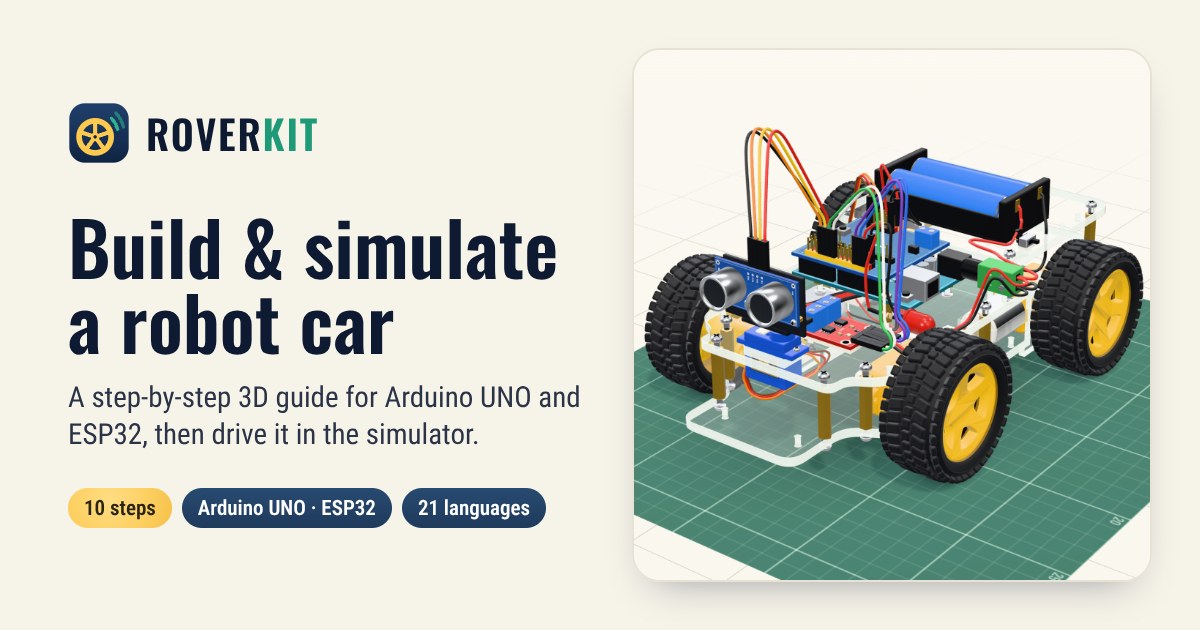 ROVERKIT
Build & simulate
a robot car
A step-by-step 3D guide for Arduino UNO and
ESP32, then drive it in the simulator.
10 steps
Arduino UNO · ESP32
21 languages